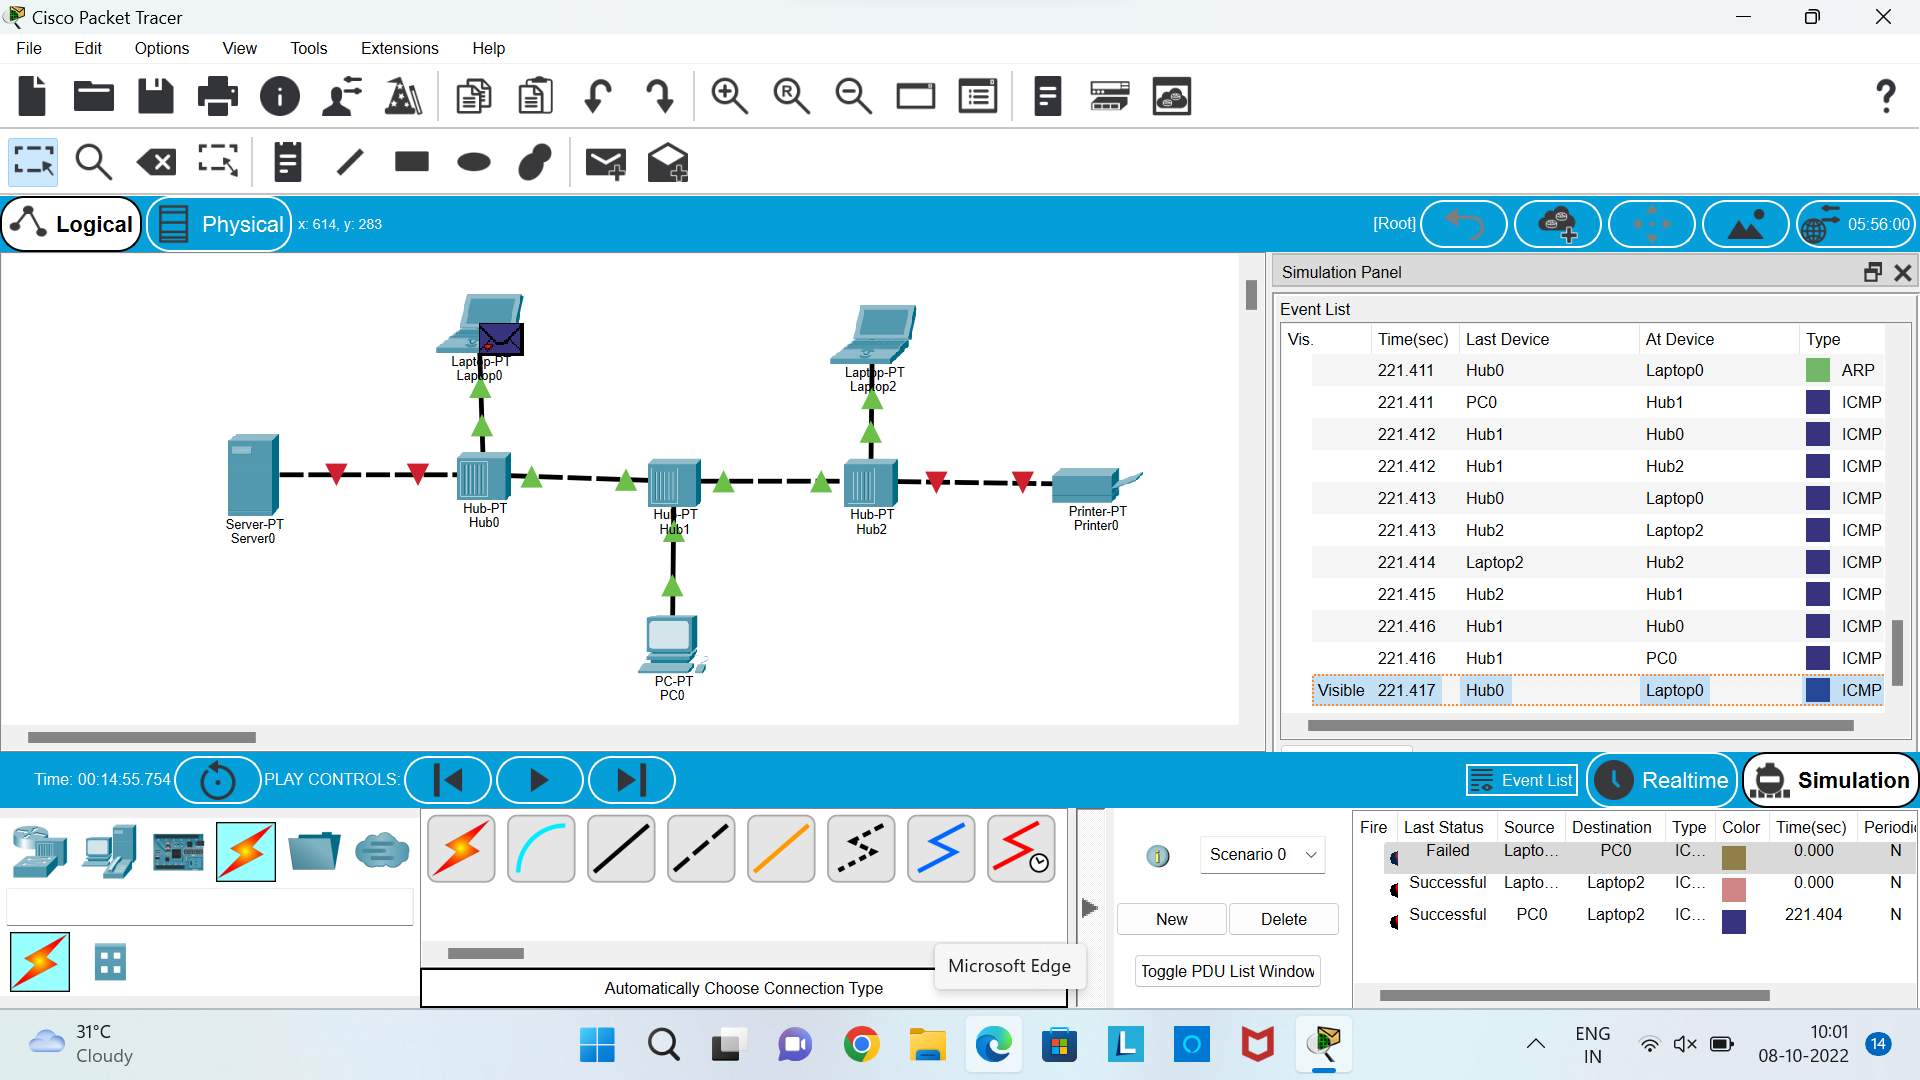 Cisco Packet Tracer
File Edit Options View Tools Extensions Help
Logical Physical x: 614, y: 283 [Root] 05:56:00
Simulation Panel
Event List
Vis. Time(sec) Last Device At Device Type
221.411 Hub0 Laptop0 ARP
221.411 PC0 Hub1 ICMP
221.412 Hub1 Hub0 ICMP
221.412 Hub1 Hub2 ICMP
221.413 Hub0 Laptop0 ICMP
221.413 Hub2 Laptop2 ICMP
221.414 Laptop2 Hub2 ICMP
221.415 Hub2 Hub1 ICMP
221.416 Hub1 Hub0 ICMP
221.416 Hub1 PC0 ICMP
Visible 221.417 Hub0 Laptop0 ICMP
Laptop-PT
Laptop0
Laptop-PT
Laptop2
Server-PT
Server0
Hub-PT
Hub0
Hub-PT
Hub1
Hub-PT
Hub2
Printer-PT
Printer0
PC-PT
PC0
Time: 00:14:55.754 PLAY CONTROLS: Event List Realtime Simulation
Scenario 0
New Delete
Toggle PDU List Window
Fire Last Status Source Destination Type Color Time(sec) Periodi
Failed Lapto... PC0 IC... 0.000 N
Successful Lapto... Laptop2 IC... 0.000 N
Successful PC0 Laptop2 IC... 221.404 N
Microsoft Edge
Automatically Choose Connection Type
31°C
Cloudy
ENG
IN
10:01
08-10-2022
14